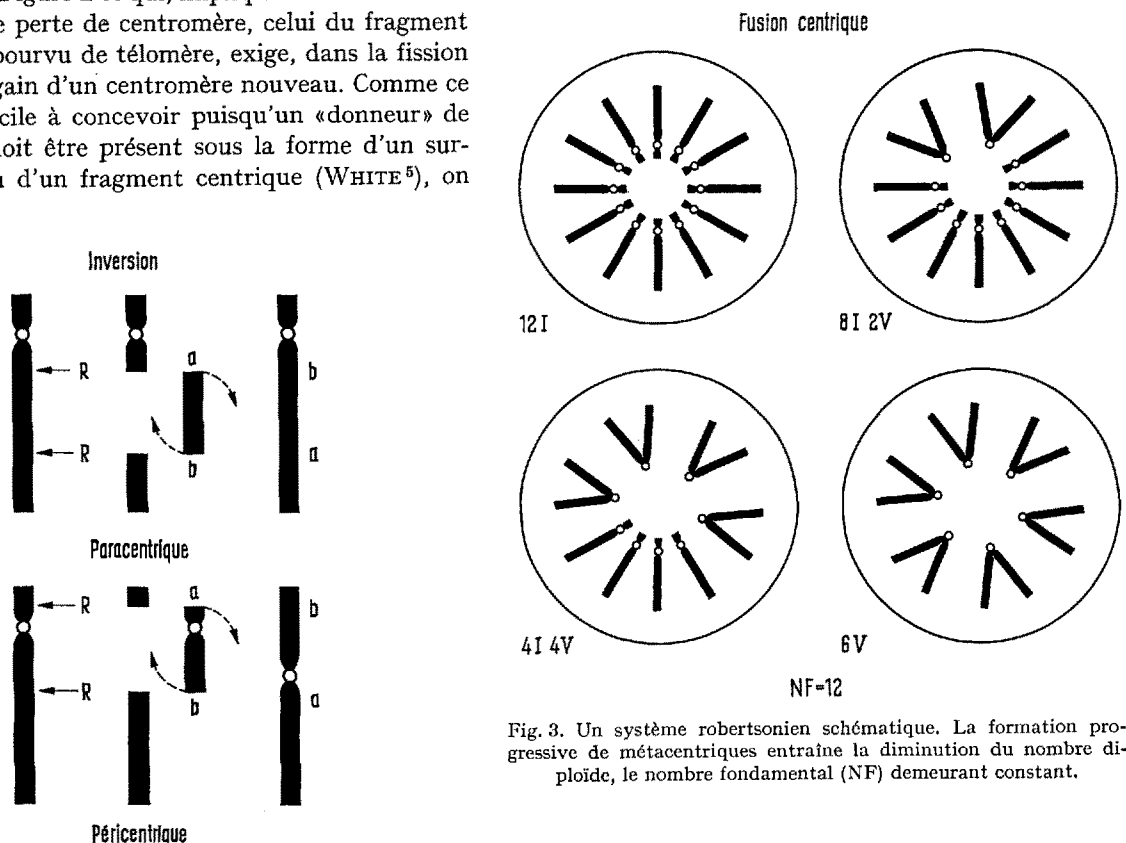 e perte de centromère, celui du fragment
pourvu de télomère, exige, dans la fission
gain d'un centromère nouveau. Comme ce
cile à concevoir puisqu'un «donneur» de
loit être présent sous la forme d'un sur-
d'un fragment centrique (WHITE⁵), on
Inversion
R
R
a
b
b
a
Paracentrique
R
R
a
b
b
a
Péricentrique
Fusion centrique
12 I
8 I 2V
4 I 4V
6V
NF=12
Fig. 3. Un système robertsonien schématique. La formation pro-
gressive de métacentriques entraîne la diminution du nombre di-
ploïde, le nombre fondamental (NF) demeurant constant.